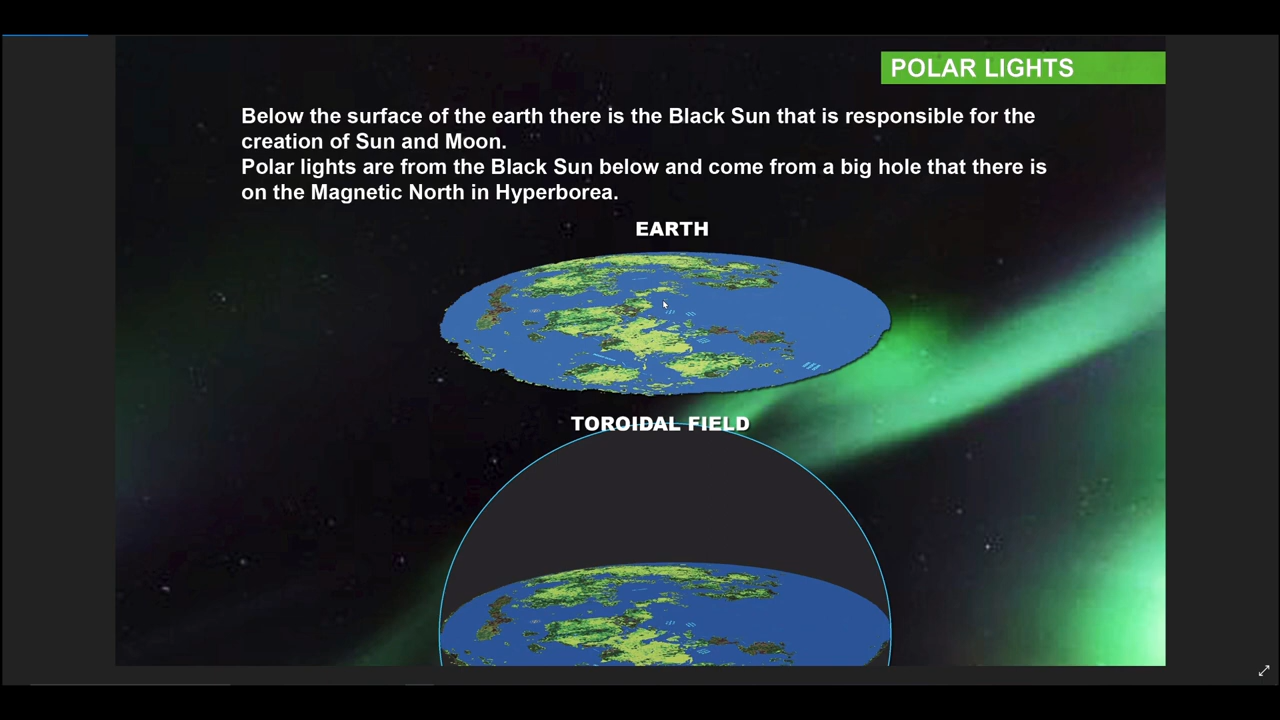 POLAR LIGHTS
Below the surface of the earth there is the Black Sun that is responsible for the
creation of Sun and Moon.
Polar lights are from the Black Sun below and come from a big hole that there is
on the Magnetic North in Hyperborea.
EARTH
TOROIDAL FIELD